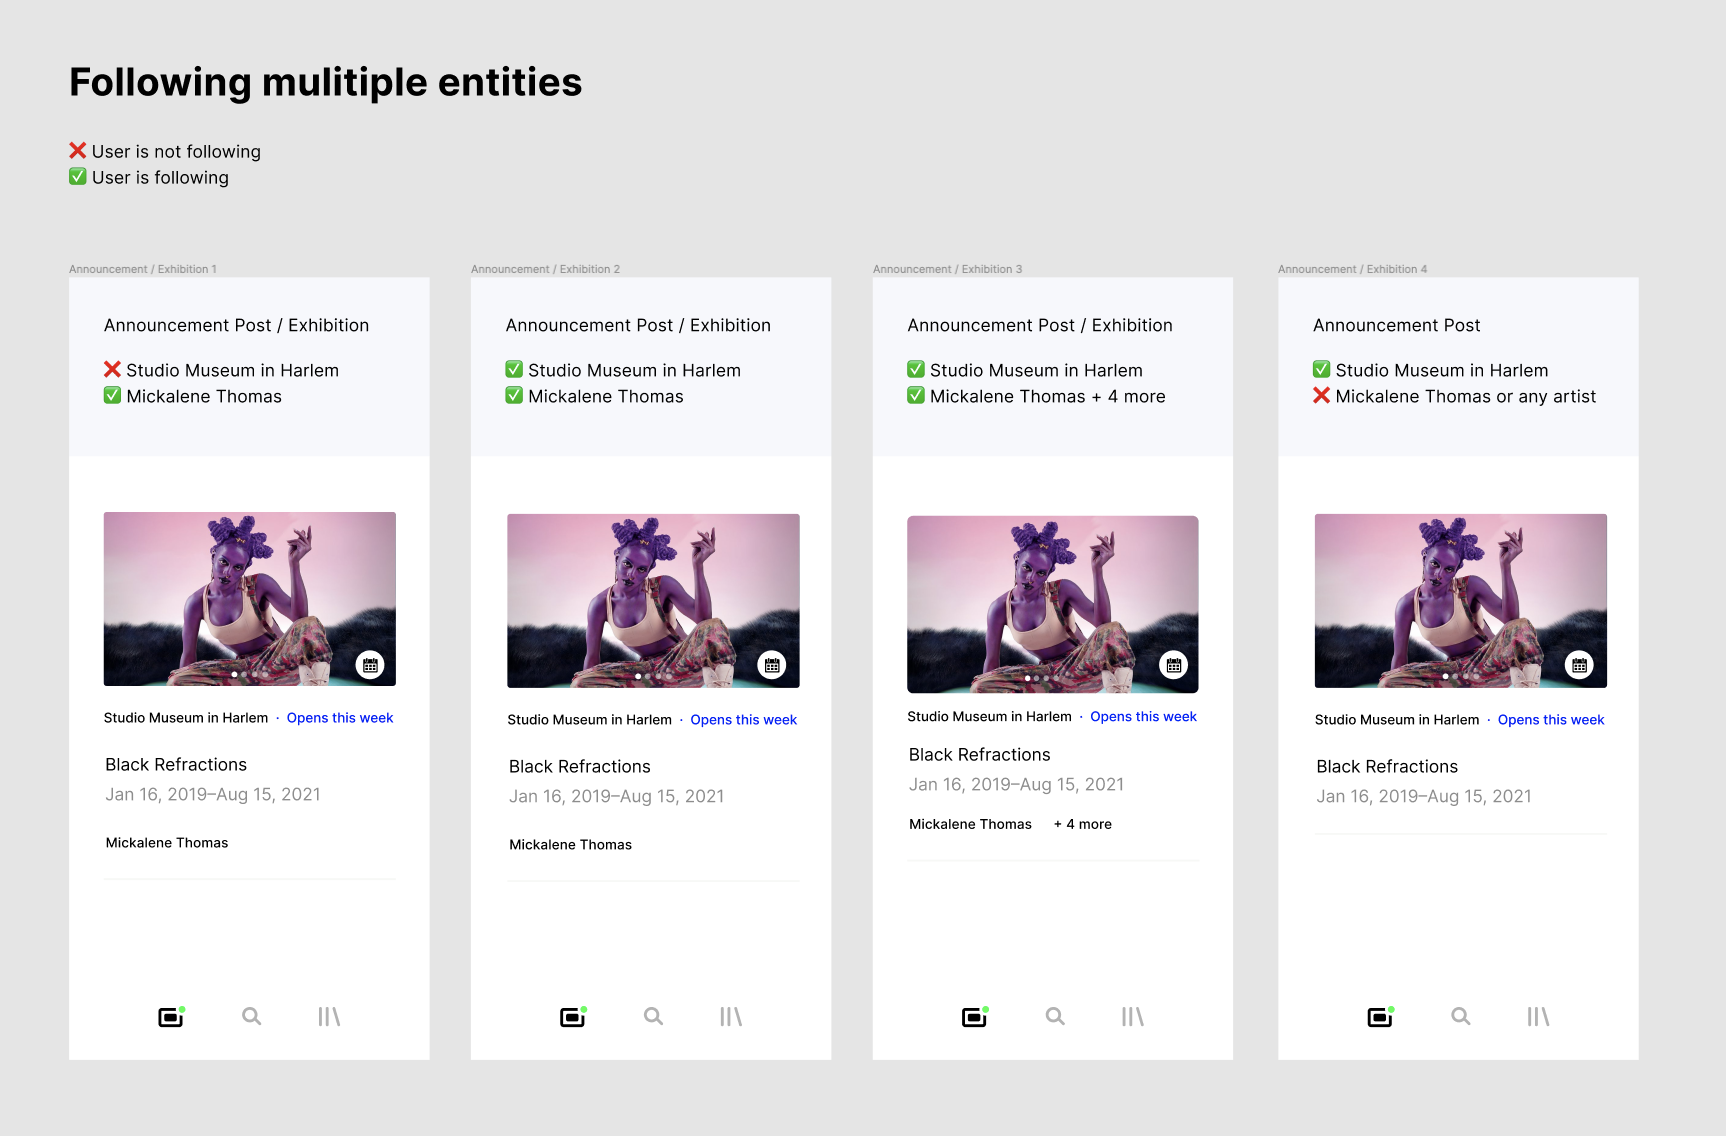 Following mulitiple entities
❌ User is not following
✅ User is following
Announcement / Exhibition 1
Announcement Post / Exhibition
❌ Studio Museum in Harlem
✅ Mickalene Thomas
Studio Museum in Harlem · Opens this week
Black Refractions
Jan 16, 2019–Aug 15, 2021
Mickalene Thomas
Announcement / Exhibition 2
Announcement Post / Exhibition
✅ Studio Museum in Harlem
✅ Mickalene Thomas
Studio Museum in Harlem · Opens this week
Black Refractions
Jan 16, 2019–Aug 15, 2021
Mickalene Thomas
Announcement / Exhibition 3
Announcement Post / Exhibition
✅ Studio Museum in Harlem
✅ Mickalene Thomas + 4 more
Studio Museum in Harlem · Opens this week
Black Refractions
Jan 16, 2019–Aug 15, 2021
Mickalene Thomas + 4 more
Announcement / Exhibition 4
Announcement Post
✅ Studio Museum in Harlem
❌ Mickalene Thomas or any artist
Studio Museum in Harlem · Opens this week
Black Refractions
Jan 16, 2019–Aug 15, 2021